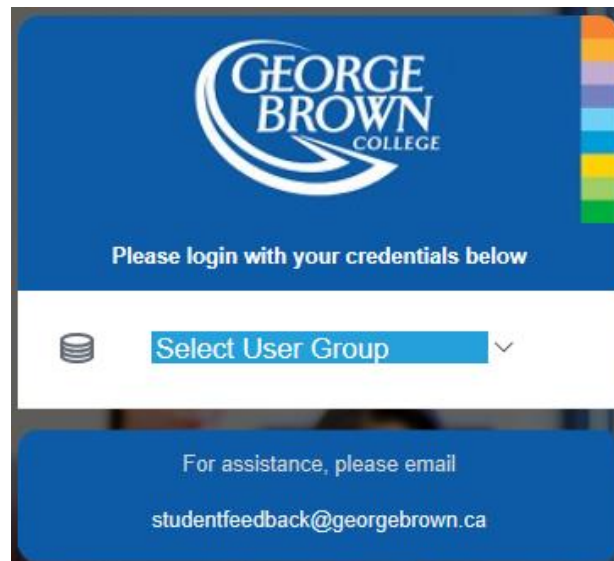 GEORGE
BROWN
COLLEGE
Please login with your credentials below
Select User Group
For assistance, please email
studentfeedback@georgebrown.ca